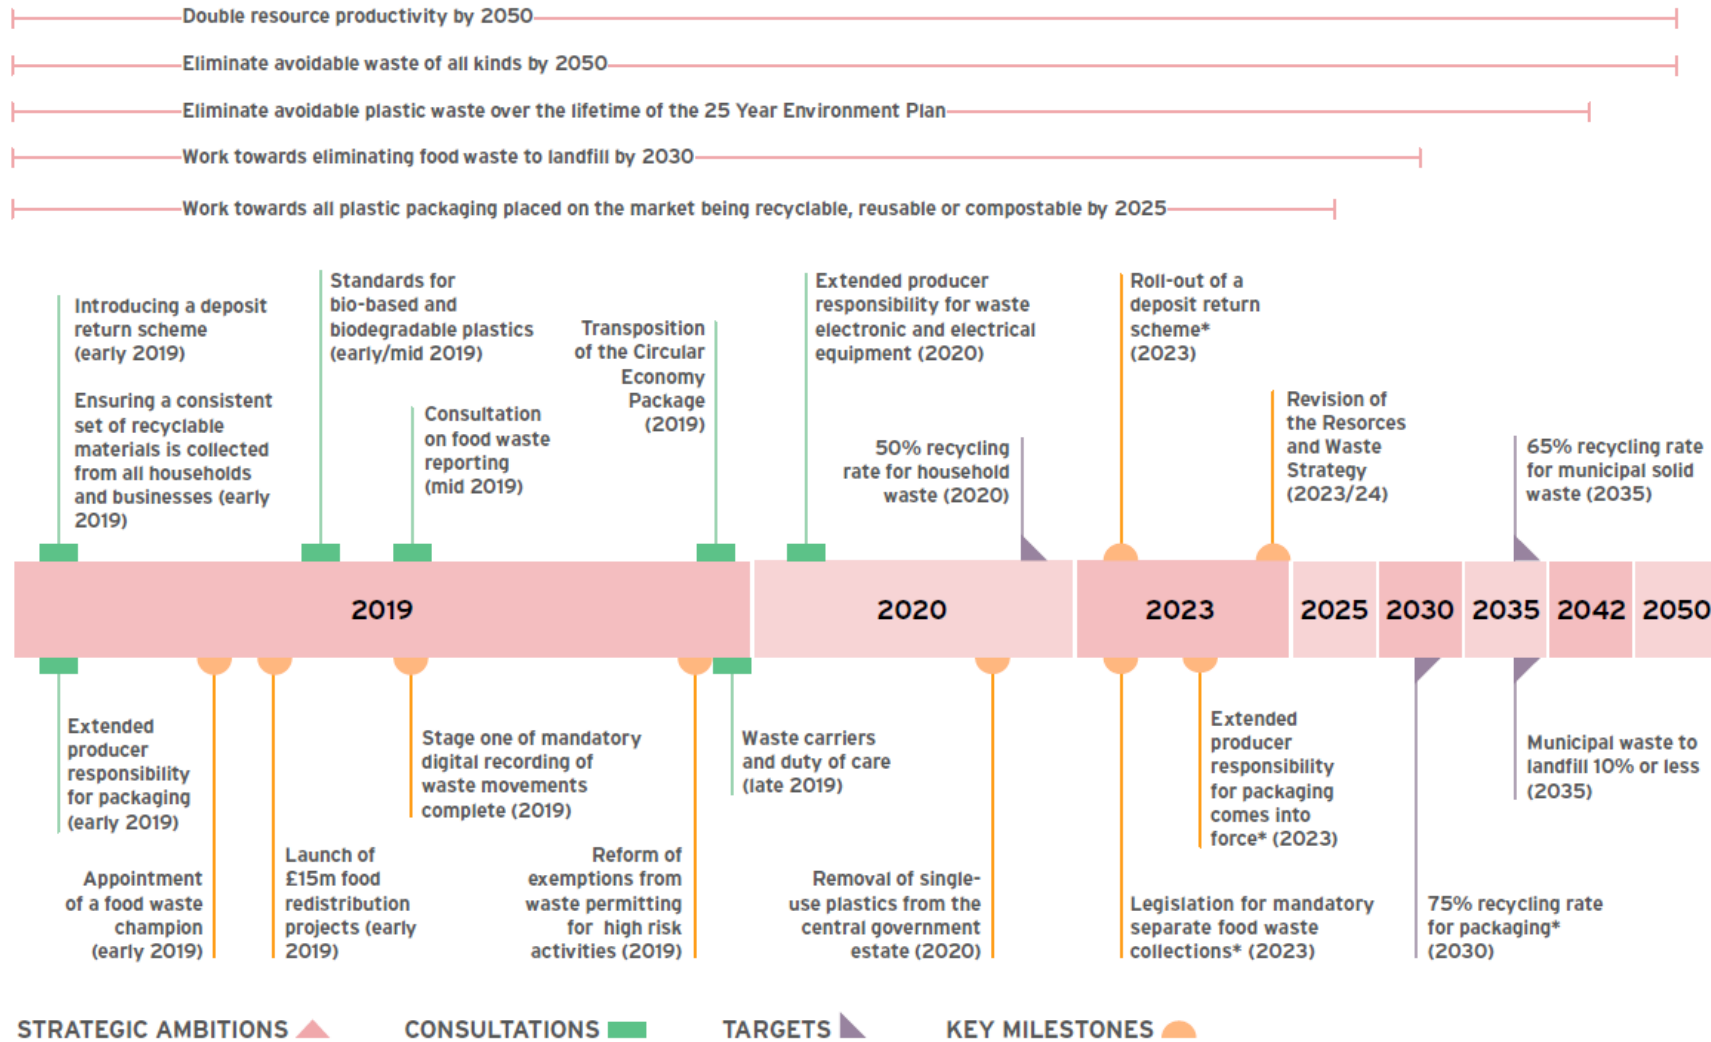 Double resource productivity by 2050
Eliminate avoidable waste of all kinds by 2050
Eliminate avoidable plastic waste over the lifetime of the 25 Year Environment Plan
Work towards eliminating food waste to landfill by 2030
Work towards all plastic packaging placed on the market being recyclable, reusable or compostable by 2025
Introducing a deposit
return scheme
(early 2019)
Ensuring a consistent
set of recyclable
materials is collected
from all households
and businesses (early
2019)
Standards for
bio-based and
biodegradable plastics
(early/mid 2019)
Consultation
on food waste
reporting
(mid 2019)
Transposition
of the Circular
Economy
Package
(2019)
Extended producer
responsibility for waste
electronic and electrical
equipment (2020)
50% recycling
rate for household
waste (2020)
Roll-out of a
deposit return
scheme*
(2023)
Revision of
the Resorces
and Waste
Strategy
(2023/24)
65% recycling rate
for municipal solid
waste (2035)
2019
2020
2023
2025
2030
2035
2042
2050
Extended
producer
responsibility
for packaging
(early 2019)
Appointment
of a food waste
champion
(early 2019)
Launch of
£15m food
redistribution
projects (early
2019)
Stage one of mandatory
digital recording of
waste movements
complete (2019)
Reform of
exemptions from
waste permitting
for high risk
activities (2019)
Waste carriers
and duty of care
(late 2019)
Removal of single-
use plastics from the
central government
estate (2020)
Extended
producer
responsibility
for packaging
comes into
force* (2023)
Legislation for mandatory
separate food waste
collections* (2023)
75% recycling rate
for packaging*
(2030)
Municipal waste to
landfill 10% or less
(2035)
STRATEGIC AMBITIONS
CONSULTATIONS
TARGETS
KEY MILESTONES